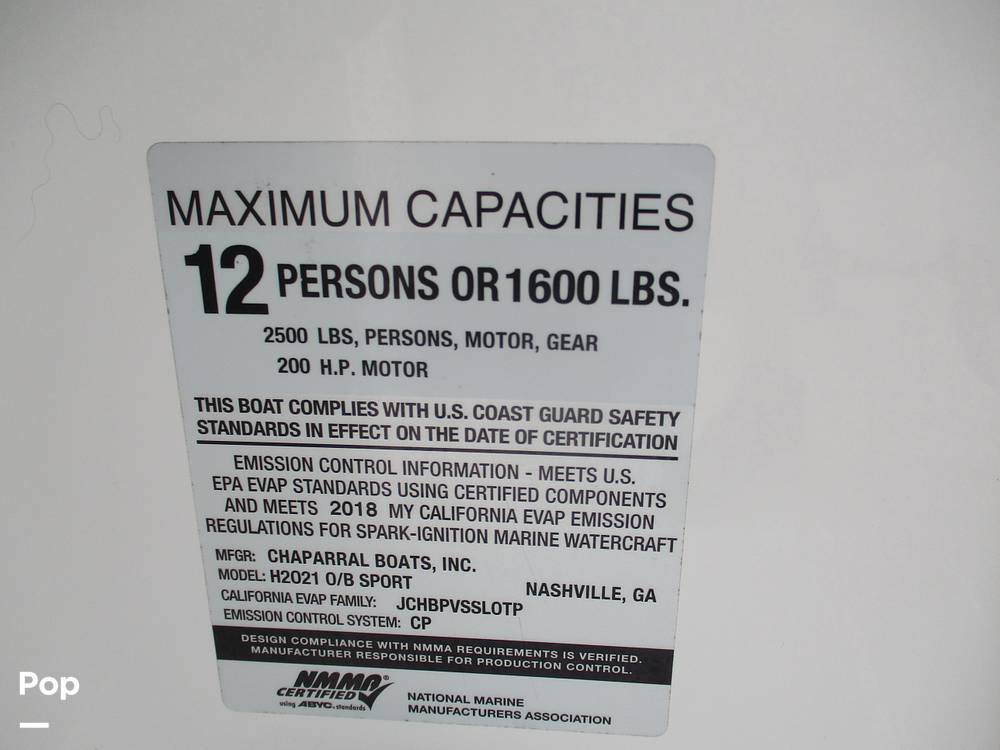 MAXIMUM CAPACITIES
12 PERSONS OR 1600 LBS.
2500 LBS, PERSONS, MOTOR, GEAR
200 H.P. MOTOR
THIS BOAT COMPLIES WITH U.S. COAST GUARD SAFETY
STANDARDS IN EFFECT ON THE DATE OF CERTIFICATION
EMISSION CONTROL INFORMATION - MEETS U.S.
EPA EVAP STANDARDS USING CERTIFIED COMPONENTS
AND MEETS 2018 MY CALIFORNIA EVAP EMISSION
REGULATIONS FOR SPARK-IGNITION MARINE WATERCRAFT
MFGR: CHAPARRAL BOATS, INC.
MODEL: H2021 O/B SPORT
NASHVILLE, GA
CALIFORNIA EVAP FAMILY: JCHBPVSSLOTP
EMISSION CONTROL SYSTEM: CP
DESIGN COMPLIANCE WITH NMMA REQUIREMENTS IS VERIFIED.
MANUFACTURER RESPONSIBLE FOR PRODUCTION CONTROL.
NMMA®
CERTIFIED
using ABYC. standards
NATIONAL MARINE
MANUFACTURERS ASSOCIATION
Pop